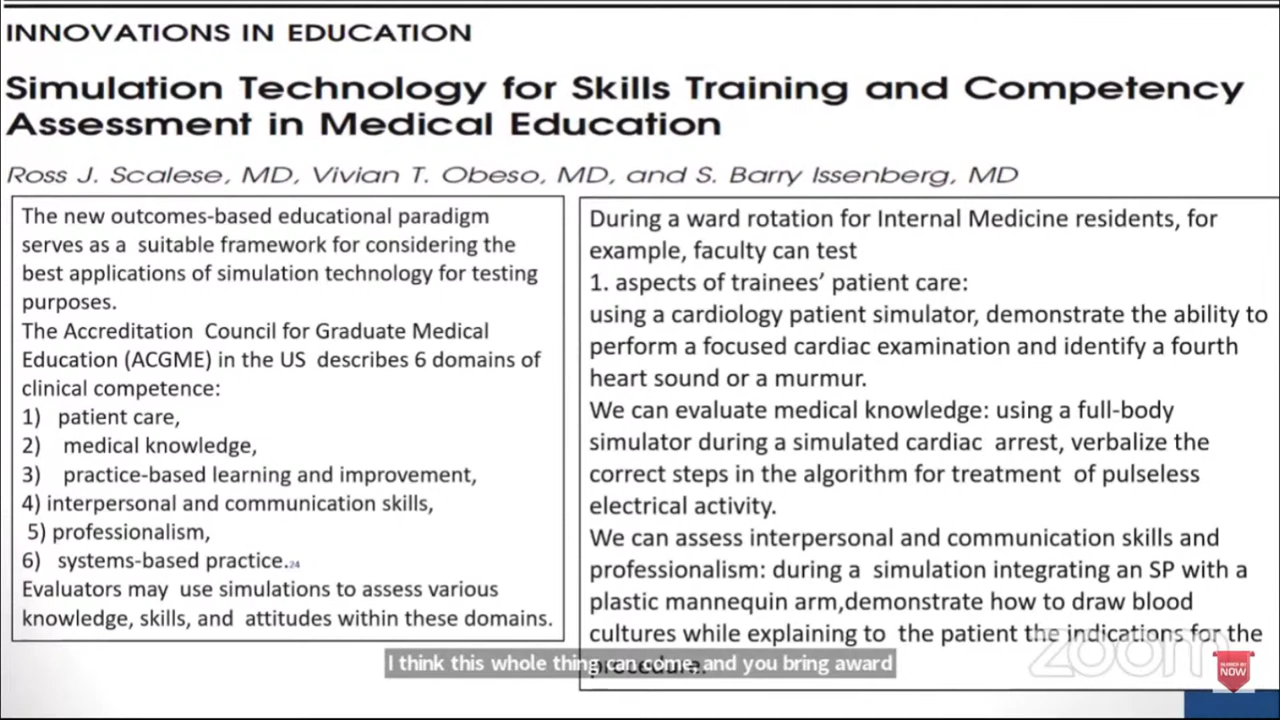 INNOVATIONS IN EDUCATION
Simulation Technology for Skills Training and Competency
Assessment in Medical Education
Ross J. Scalese, MD, Vivian T. Obeso, MD, and S. Barry Issenberg, MD
The new outcomes-based educational paradigm
serves as a suitable framework for considering the
best applications of simulation technology for testing
purposes.
The Accreditation Council for Graduate Medical
Education (ACGME) in the US describes 6 domains of
clinical competence:
1) patient care,
2) medical knowledge,
3) practice-based learning and improvement,
4) interpersonal and communication skills,
5) professionalism,
6) systems-based practice.24
Evaluators may use simulations to assess various
knowledge, skills, and attitudes within these domains.
During a ward rotation for Internal Medicine residents, for
example, faculty can test
1. aspects of trainees’ patient care:
using a cardiology patient simulator, demonstrate the ability to
perform a focused cardiac examination and identify a fourth
heart sound or a murmur.
We can evaluate medical knowledge: using a full-body
simulator during a simulated cardiac arrest, verbalize the
correct steps in the algorithm for treatment of pulseless
electrical activity.
We can assess interpersonal and communication skills and
professionalism: during a simulation integrating an SP with a
plastic mannequin arm,demonstrate how to draw blood
cultures while explaining to the patient the indications for the
procedure.
I think this whole thing can come, and you bring award
zoom
NOW